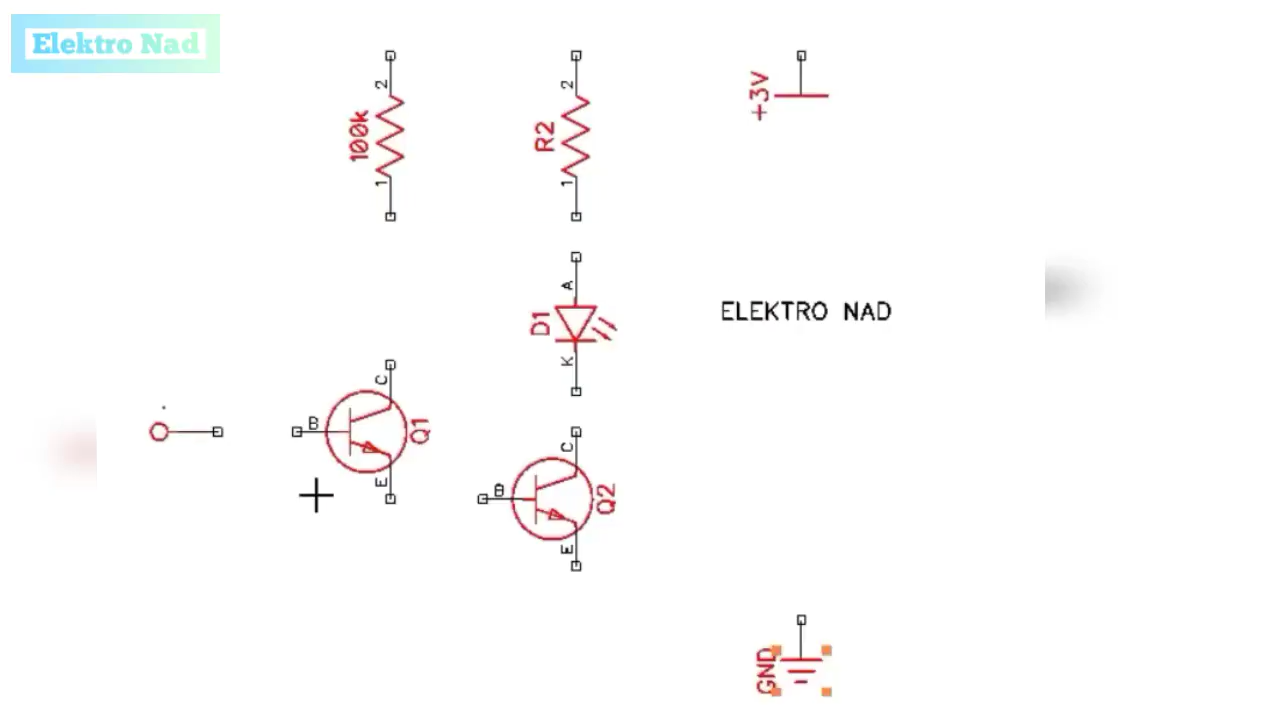 Elektro Nad
2
2
+3V
100k
R2
1
1
A
D1
ELEKTRO NAD
K
C
B
Q1
C
E
B
Q2
E
GND